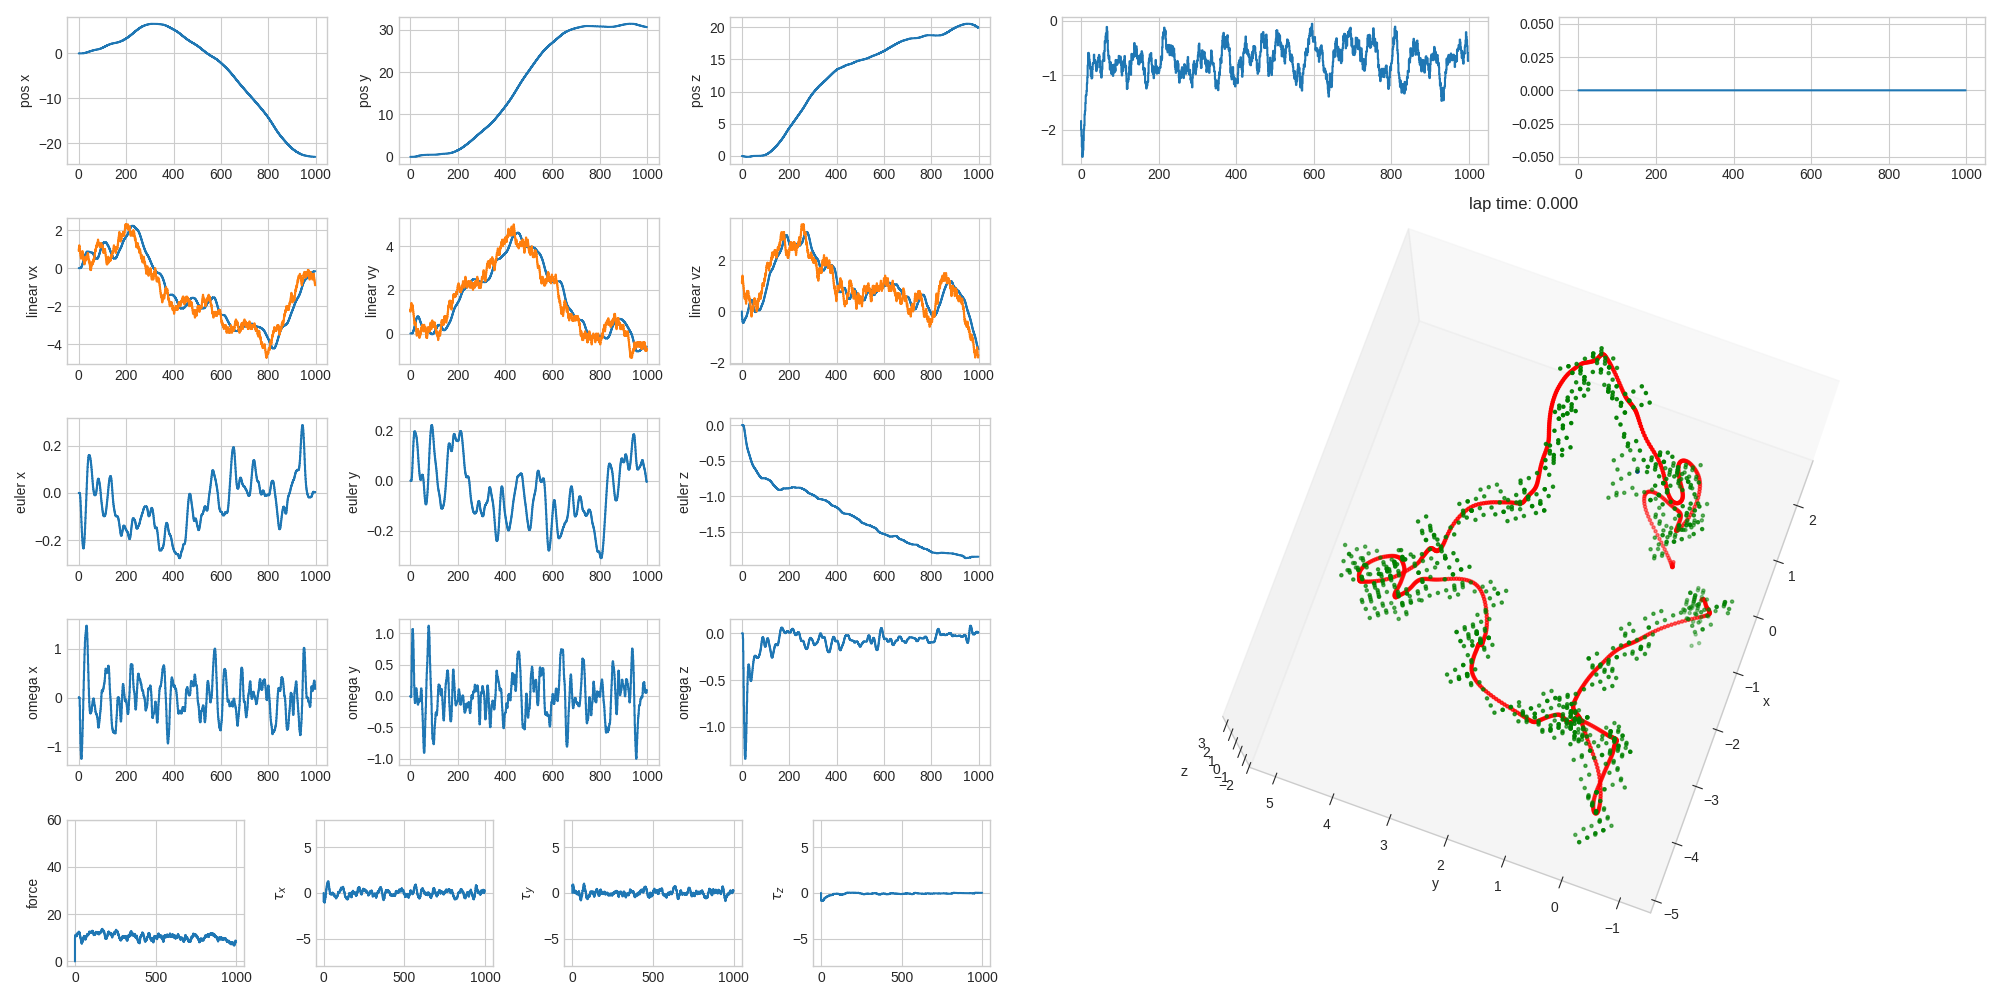 pos x
0
−10
−20
0 200 400 600 800 1000
pos y
30
20
10
0
0 200 400 600 800 1000
pos z
20
15
10
5
0
0 200 400 600 800 1000
0
−1
−2
0 200 400 600 800 1000
0.050
0.025
0.000
−0.025
−0.050
0 200 400 600 800 1000
linear vx
2
0
−2
−4
0 200 400 600 800 1000
linear vy
4
2
0
0 200 400 600 800 1000
linear vz
2
0
−2
0 200 400 600 800 1000
euler x
0.2
0.0
−0.2
0 200 400 600 800 1000
euler y
0.2
0.0
−0.2
0 200 400 600 800 1000
euler z
0.0
−0.5
−1.0
−1.5
0 200 400 600 800 1000
omega x
1
0
−1
0 200 400 600 800 1000
omega y
1.0
0.5
0.0
−0.5
−1.0
0 200 400 600 800 1000
omega z
0.0
−0.5
−1.0
0 200 400 600 800 1000
force
60
40
20
0
0 500 1000
τx
5
0
−5
0 500 1000
τy
5
0
−5
0 500 1000
τz
5
0
−5
0 500 1000
lap time: 0.000
2
1
0
−1
x
−2
−3
−4
−5
3
2
1
0
−1
−2
z
5
4
3
2
y
1
0
−1